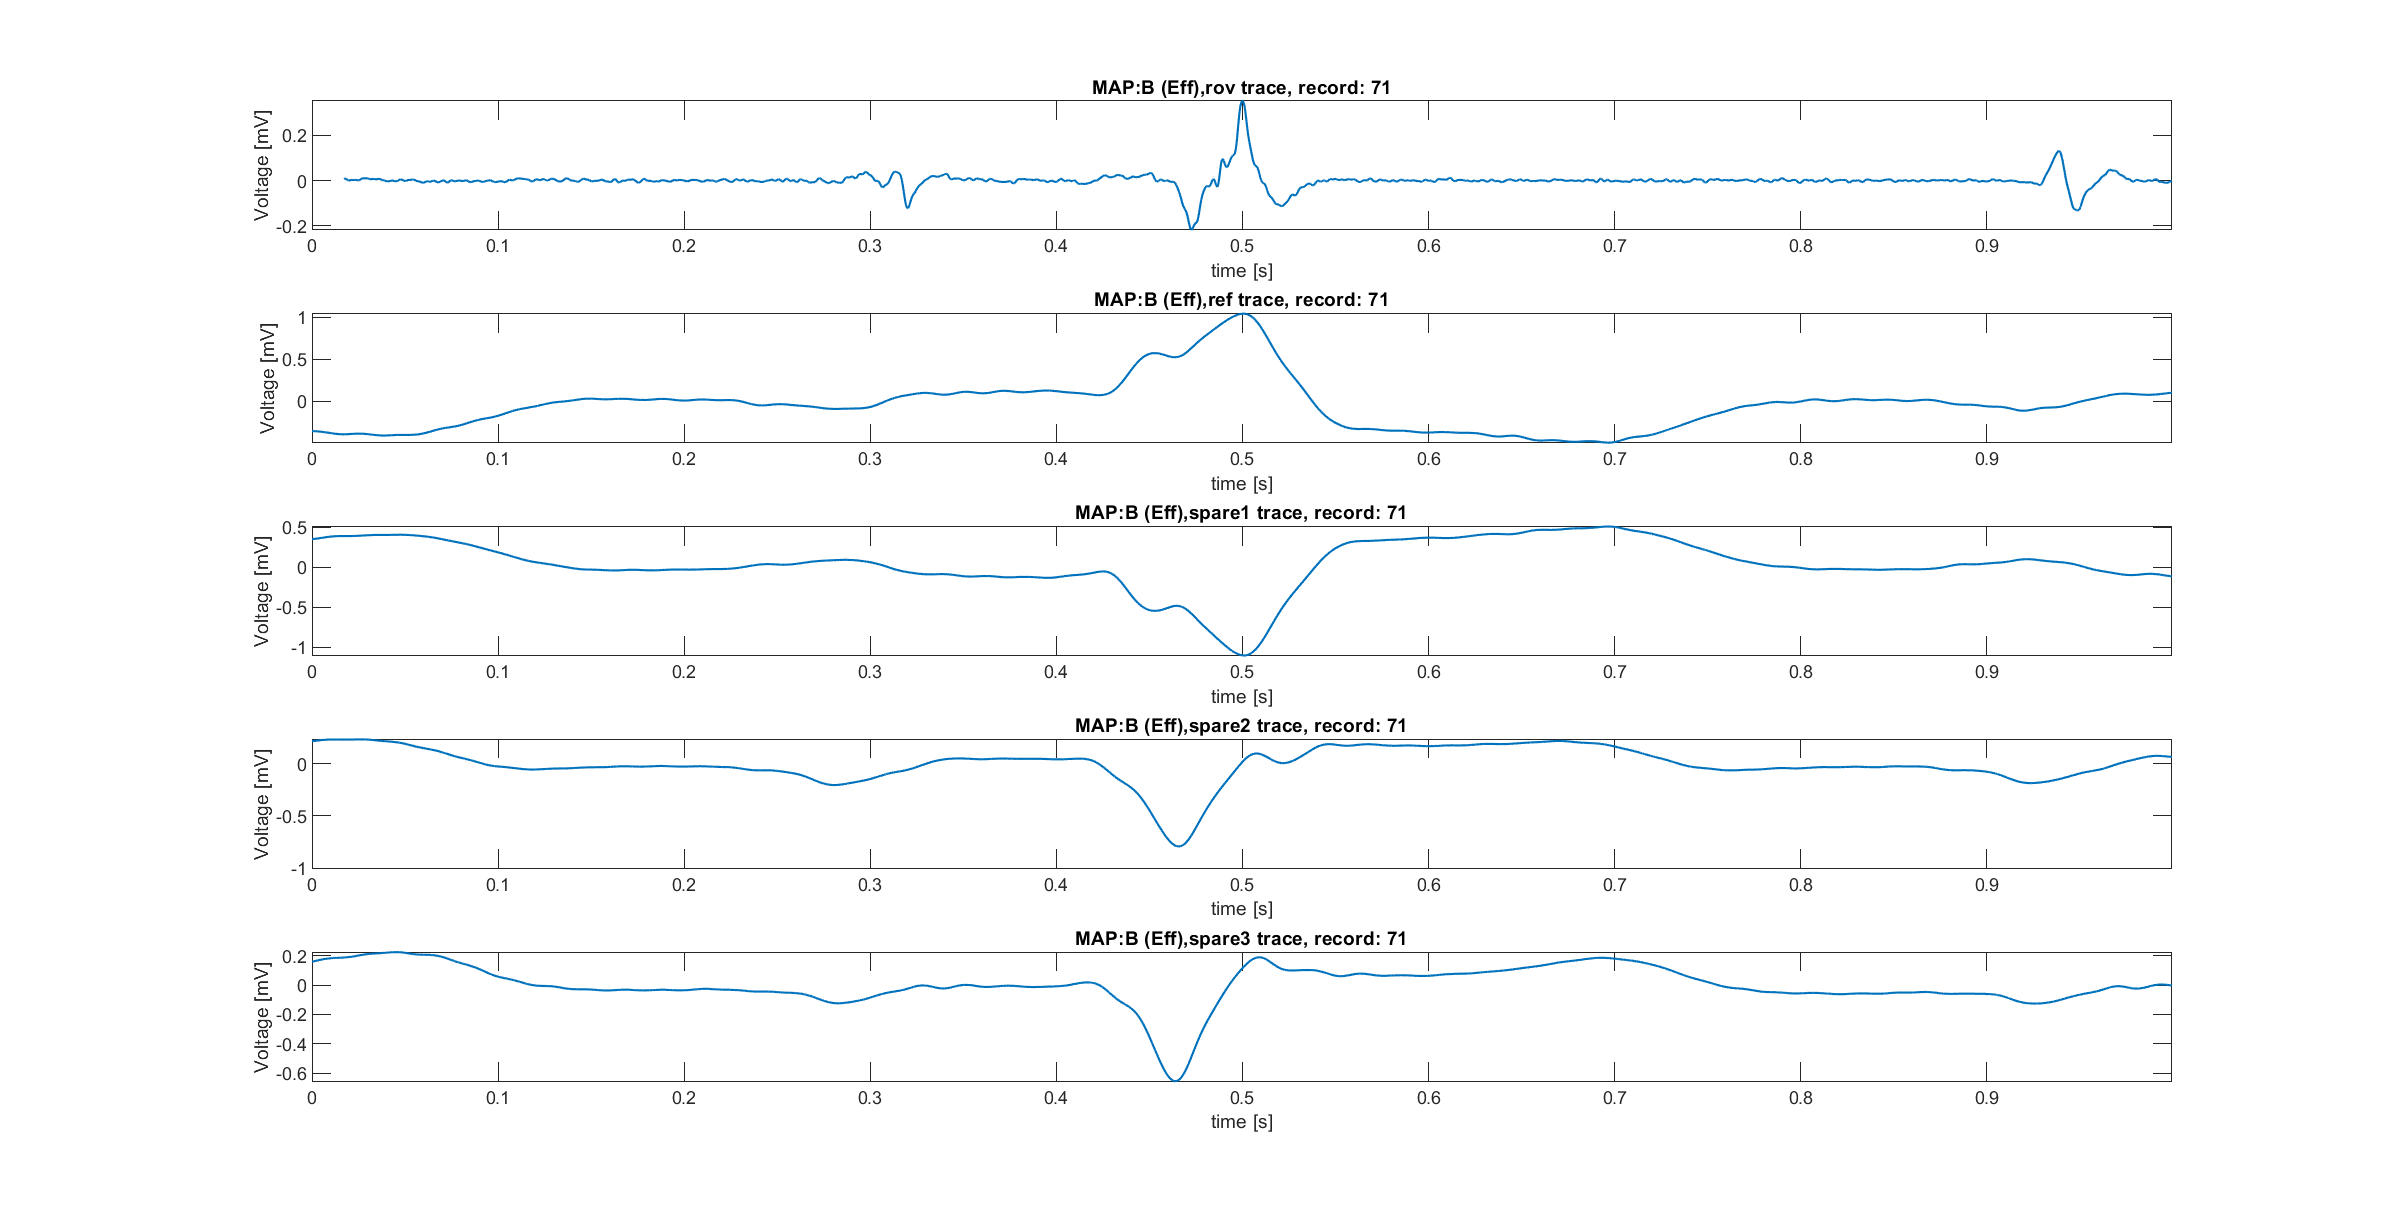 MAP:B (Eff),rov trace, record: 71
Voltage [mV]
0.2
0
-0.2
0 0.1 0.2 0.3 0.4 0.5 0.6 0.7 0.8 0.9
time [s]
MAP:B (Eff),ref trace, record: 71
Voltage [mV]
1
0.5
0
0 0.1 0.2 0.3 0.4 0.5 0.6 0.7 0.8 0.9
time [s]
MAP:B (Eff),spare1 trace, record: 71
Voltage [mV]
0.5
0
-0.5
-1
0 0.1 0.2 0.3 0.4 0.5 0.6 0.7 0.8 0.9
time [s]
MAP:B (Eff),spare2 trace, record: 71
Voltage [mV]
0
-0.5
-1
0 0.1 0.2 0.3 0.4 0.5 0.6 0.7 0.8 0.9
time [s]
MAP:B (Eff),spare3 trace, record: 71
Voltage [mV]
0.2
0
-0.2
-0.4
-0.6
0 0.1 0.2 0.3 0.4 0.5 0.6 0.7 0.8 0.9
time [s]